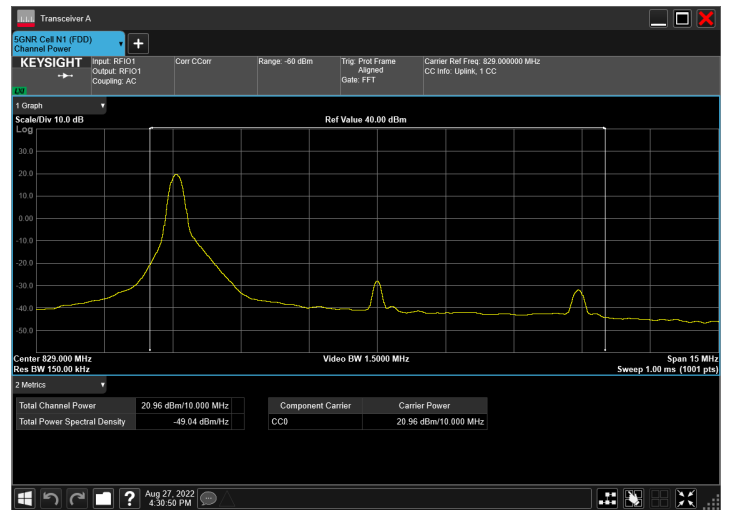 Transceiver A
5GNR Cell N1 (FDD)
Channel Power
KEYSIGHT
LXI
Input: RFIO1
Output: RFIO1
Coupling: AC
Corr CCorr
Range: -60 dBm
Trig: Prot Frame
Aligned
Gate: FFT
Carrier Ref Freq: 829.000000 MHz
CC Info: Uplink, 1 CC
1 Graph
Scale/Div 10.0 dB
Ref Value 40.00 dBm
Log
30.0
20.0
10.0
0.00
-10.0
-20.0
-30.0
-40.0
-50.0
Center 829.000 MHz
Video BW 1.5000 MHz
Span 15 MHz
Res BW 150.00 kHz
Sweep 1.00 ms (1001 pts)
2 Metrics
Total Channel Power 20.96 dBm/10.000 MHz
Total Power Spectral Density -49.04 dBm/Hz
Component Carrier Carrier Power
CC0 20.96 dBm/10.000 MHz
? Aug 27, 2022
4:30:50 PM